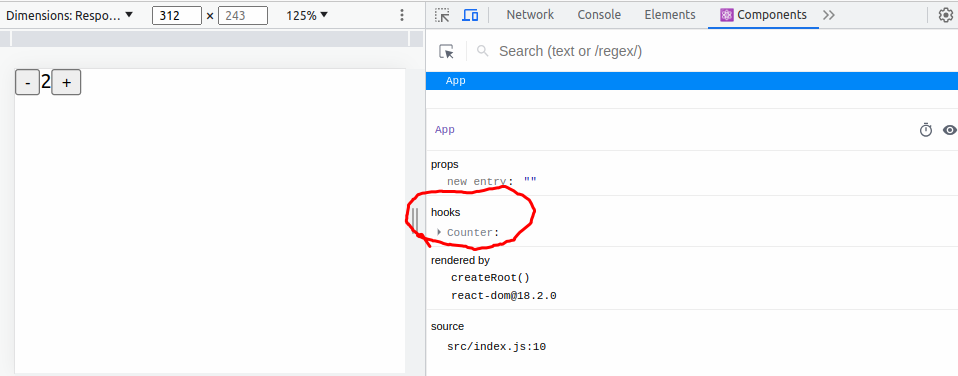 Dimensions: Respo... 312 × 243 125%
Network Console Elements Components
Search (text or /regex/)
App
- 2 +
App
props
new entry: ""
hooks
Counter:
rendered by
createRoot()
react-dom@18.2.0
source
src/index.js:10